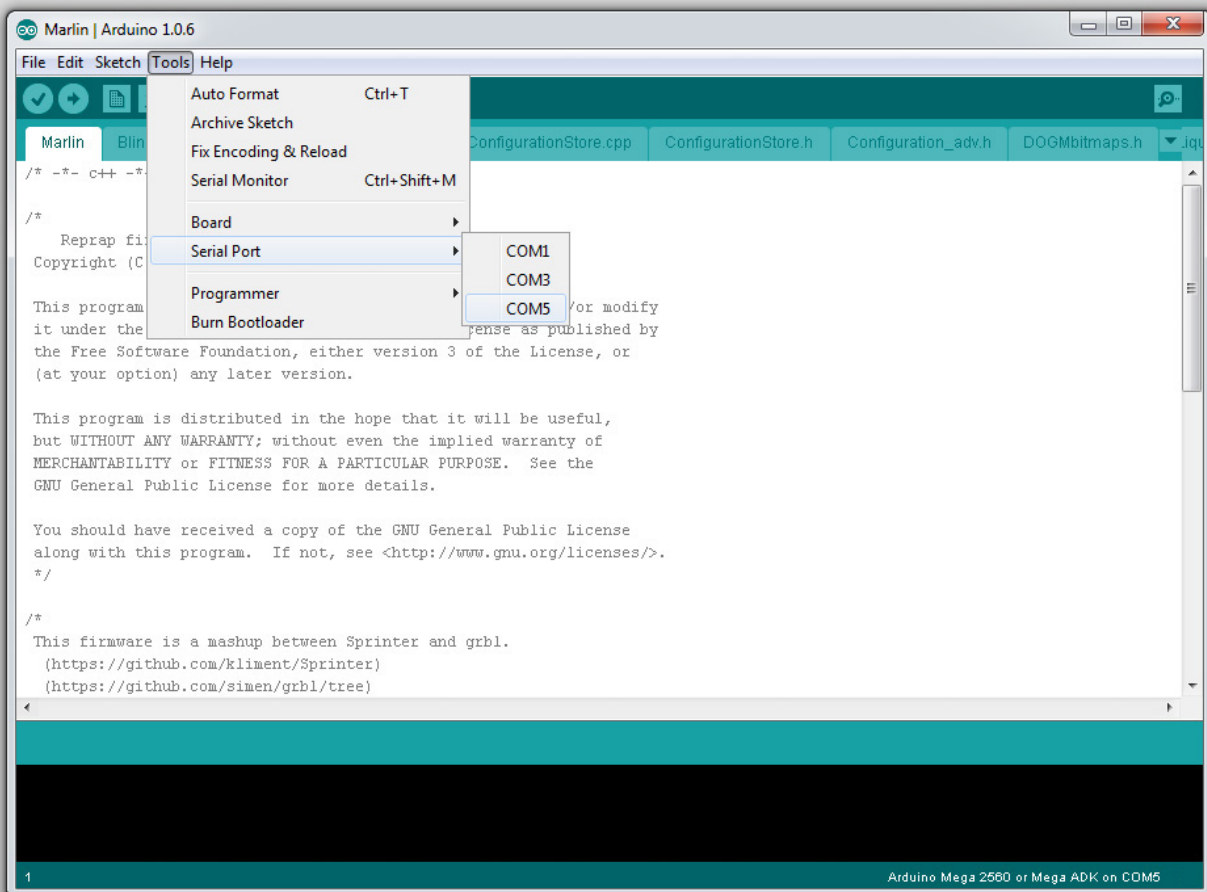 Marlin | Arduino 1.0.6
File Edit Sketch Tools Help
Auto Format Ctrl+T
Archive Sketch
Fix Encoding & Reload
Serial Monitor Ctrl+Shift+M
Board
Serial Port
Programmer
Burn Bootloader
COM1
COM3
COM5
Marlin Blin ConfigurationStore.cpp ConfigurationStore.h Configuration_adv.h DOGMbitmaps.h Liqu
/* -*- c++ -*-
/*
Reprap fi
Copyright (C
This program /or modify
it under the cense as published by
the Free Software Foundation, either version 3 of the License, or
(at your option) any later version.
This program is distributed in the hope that it will be useful,
but WITHOUT ANY WARRANTY; without even the implied warranty of
MERCHANTABILITY or FITNESS FOR A PARTICULAR PURPOSE.  See the
GNU General Public License for more details.
You should have received a copy of the GNU General Public License
along with this program.  If not, see <http://www.gnu.org/licenses/>.
*/
/*
This firmware is a mashup between Sprinter and grbl.
(https://github.com/kliment/Sprinter)
(https://github.com/simen/grbl/tree)
1 Arduino Mega 2560 or Mega ADK on COM5